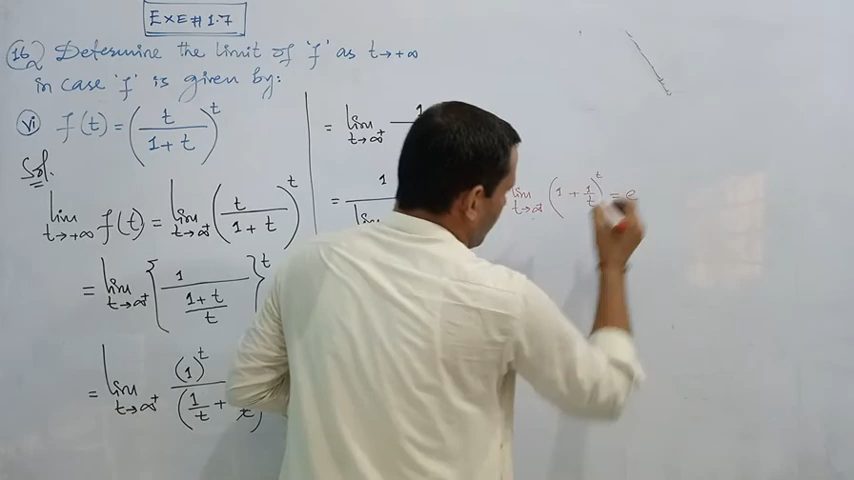 EXE # 1.7
16 Determine the limit of 'f' as t → +∞
in case 'f' is given by:
vi f(t) = (t / 1+t)^t
Sol.
lim t→+∞ f(t) = lim t→∞+ (t / 1+t)^t
= lim t→∞+ {1 / (1+t / t)}^t
= lim t→∞+ (1)^t / (1/t + t
= lim t→∞+ 1
= 1 / lim
lim t→∞+ (1 + 1/t)^t = e